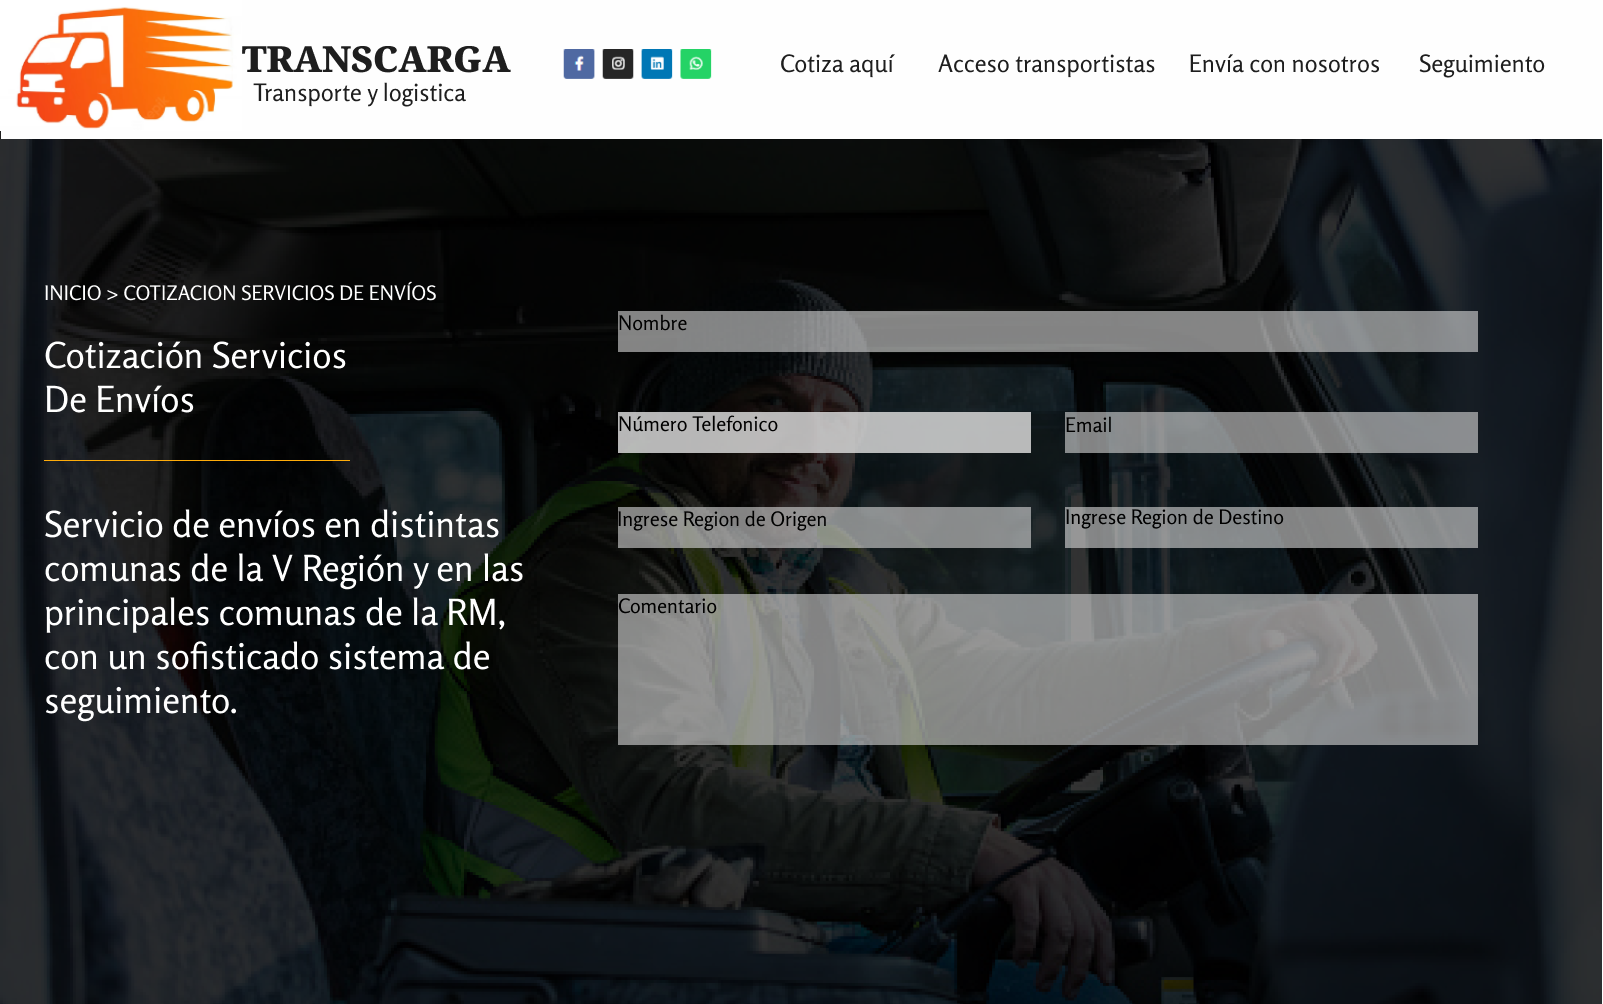 TRANSCARGA
Transporte y logistica
Cotiza aquí
Acceso transportistas
Envía con nosotros
Seguimiento
INICIO > COTIZACION SERVICIOS DE ENVÍOS
Cotización Servicios
De Envíos
Servicio de envíos en distintas
comunas de la V Región y en las
principales comunas de la RM,
con un sofisticado sistema de
seguimiento.
Nombre
Número Telefonico
Email
Ingrese Region de Origen
Ingrese Region de Destino
Comentario